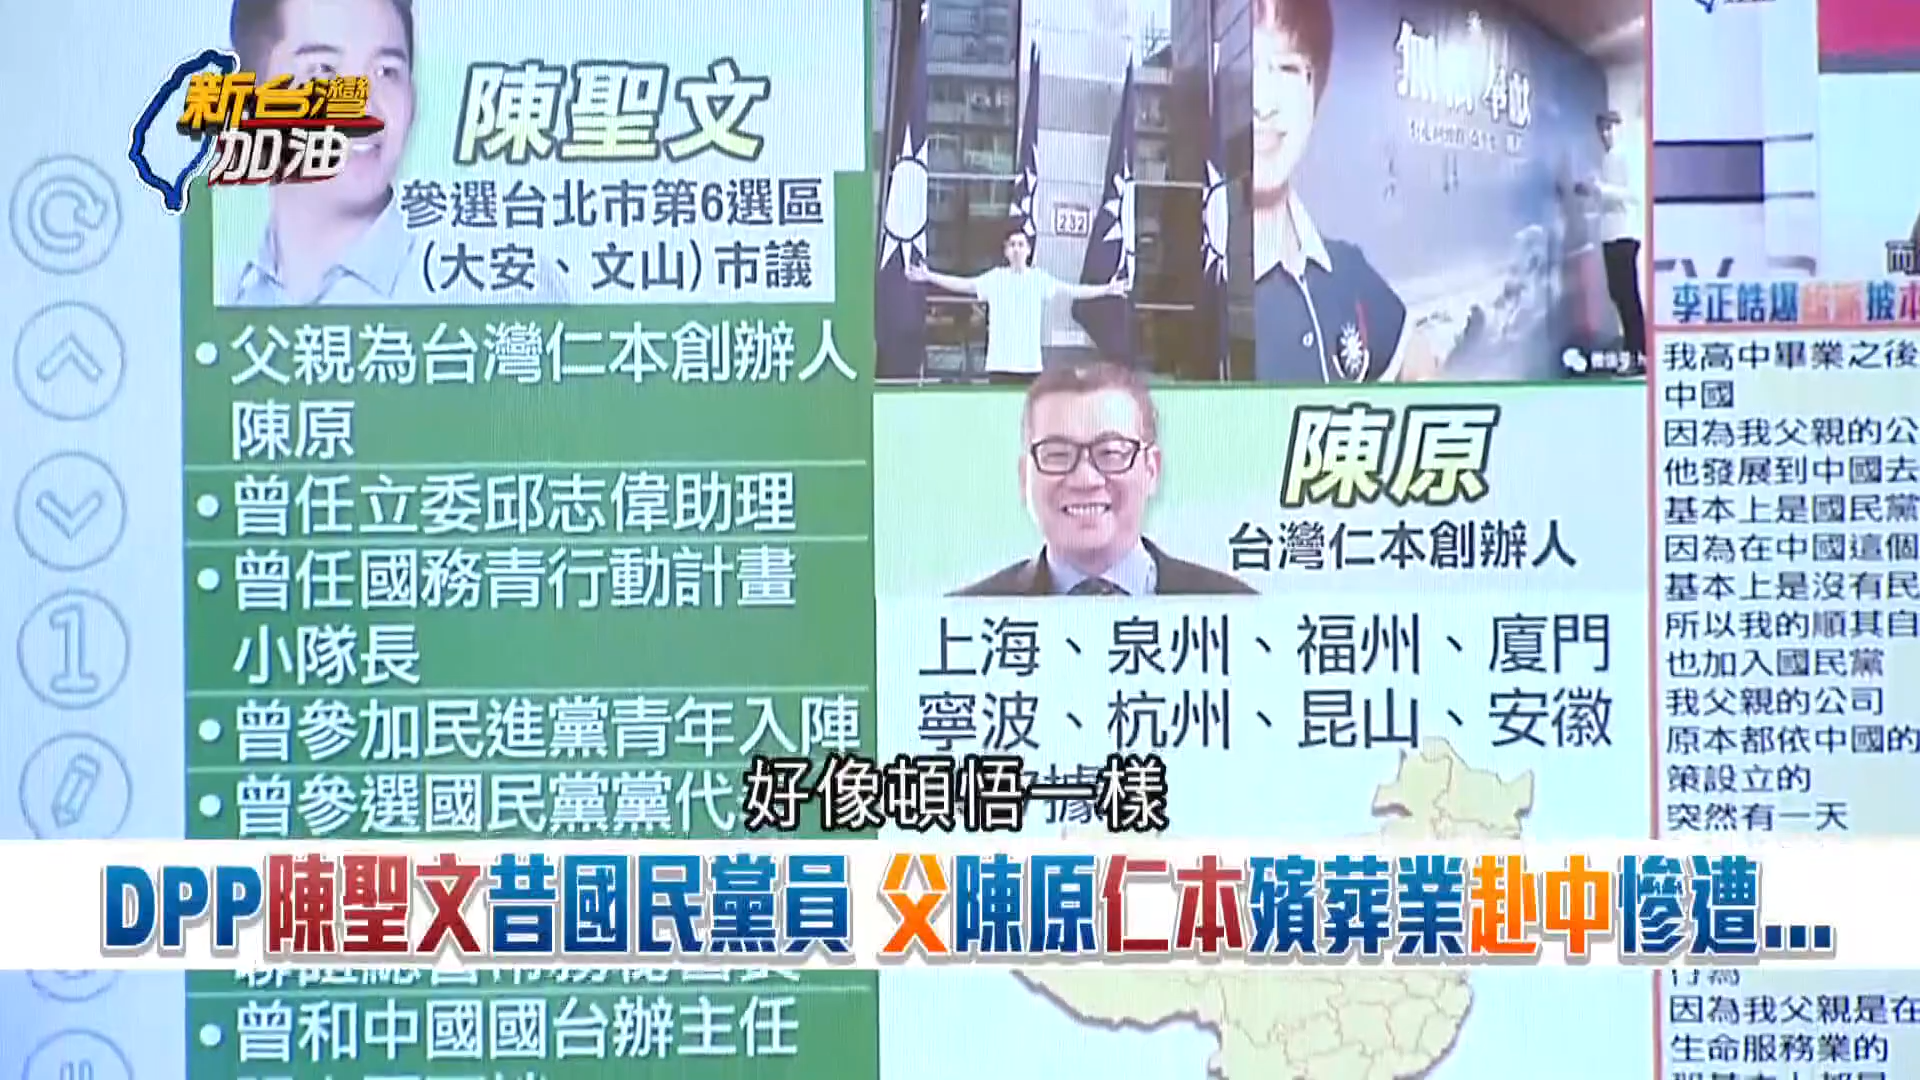 新台灣
加油
陳聖文
參選台北市第6選區
(大安、文山)市議
•父親為台灣仁本創辦人
陳原
•曾任立委邱志偉助理
•曾任國務青行動計畫
小隊長
•曾參加民進黨青年入陣
•曾參選國民黨黨代
•曾和中國國台辦主任
232
陳原
台灣仁本創辦人
上海、泉州、福州、廈門
寧波、杭州、昆山、安徽
據
李正皓爆
披本
我高中畢業之後
中國
因為我父親的公
他發展到中國去
基本上是國民黨
因為在中國這個
基本上是沒有民
所以我的順其自
也加入國民黨
我父親的公司
原本都依中國的
策設立的
突然有一天
行為
因為我父親是在
生命服務業的
好像頓悟一樣
DPP陳聖文昔國民黨員 父陳原仁本殯葬業赴中慘遭...